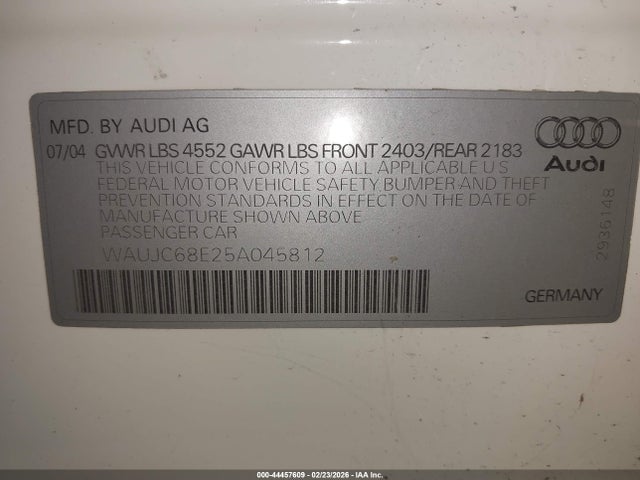 MFD. BY AUDI AG
07/04 GVWR LBS 4552 GAWR LBS FRONT 2403/REAR 2183
THIS VEHICLE CONFORMS TO ALL APPLICABLE U S
FEDERAL MOTOR VEHICLE SAFETY, BUMPER AND THEFT
PREVENTION STANDARDS IN EFFECT ON THE DATE OF
MANUFACTURE SHOWN ABOVE
PASSENGER CAR
WAUJC68E25A045812
Audi
2936148
GERMANY
000-44457609 - 02/23/2026 - IAA Inc.